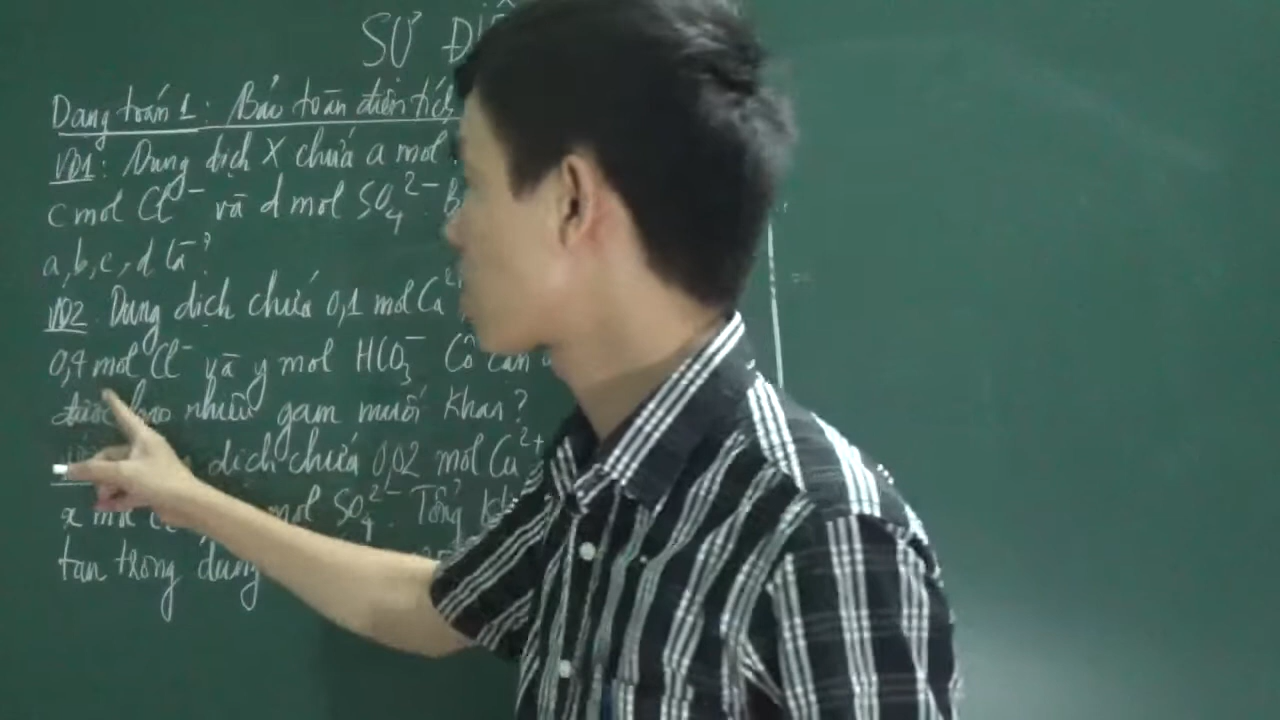 SỰ ĐIỆ
Dạng toán 1: Bảo toàn điện tích
VD1: Dung dịch X chứa a mol
c mol Cl⁻ và d mol SO₄²⁻. B
a,b,c,d là?
VD2. Dung dịch chứa 0,1 mol Ca²⁺
0,4 mol Cl⁻ và y mol HCO₃⁻ Cô cạn
được bao nhiêu gam muối khan?
dịch chứa 0,02 mol Cu²⁺
x mol Cl mol SO₄²⁻. Tổng kh
tan trong dung